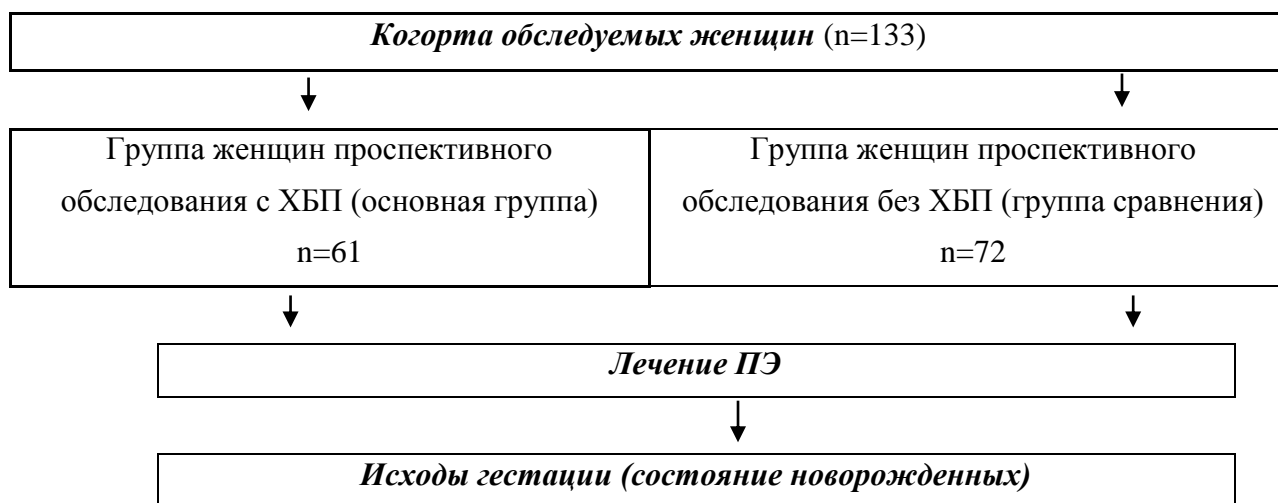 Когорта обследуемых женщин (n=133)
Группа женщин проспективного
обследования с ХБП (основная группа)
n=61
Группа женщин проспективного
обследования без ХБП (группа сравнения)
n=72
Лечение ПЭ
Исходы гестации (состояние новорожденных)